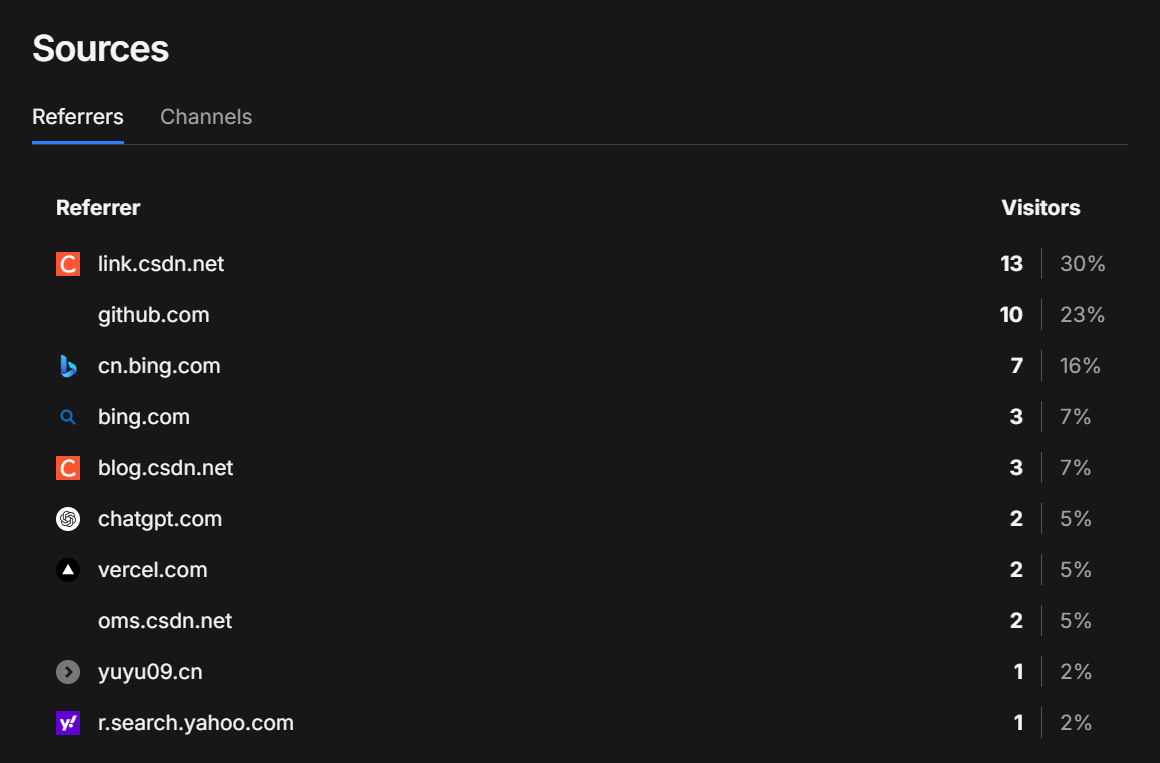 Sources
Referrers Channels
Referrer Visitors
link.csdn.net 13 30%
github.com 10 23%
cn.bing.com 7 16%
bing.com 3 7%
blog.csdn.net 3 7%
chatgpt.com 2 5%
vercel.com 2 5%
oms.csdn.net 2 5%
yuyu09.cn 1 2%
r.search.yahoo.com 1 2%